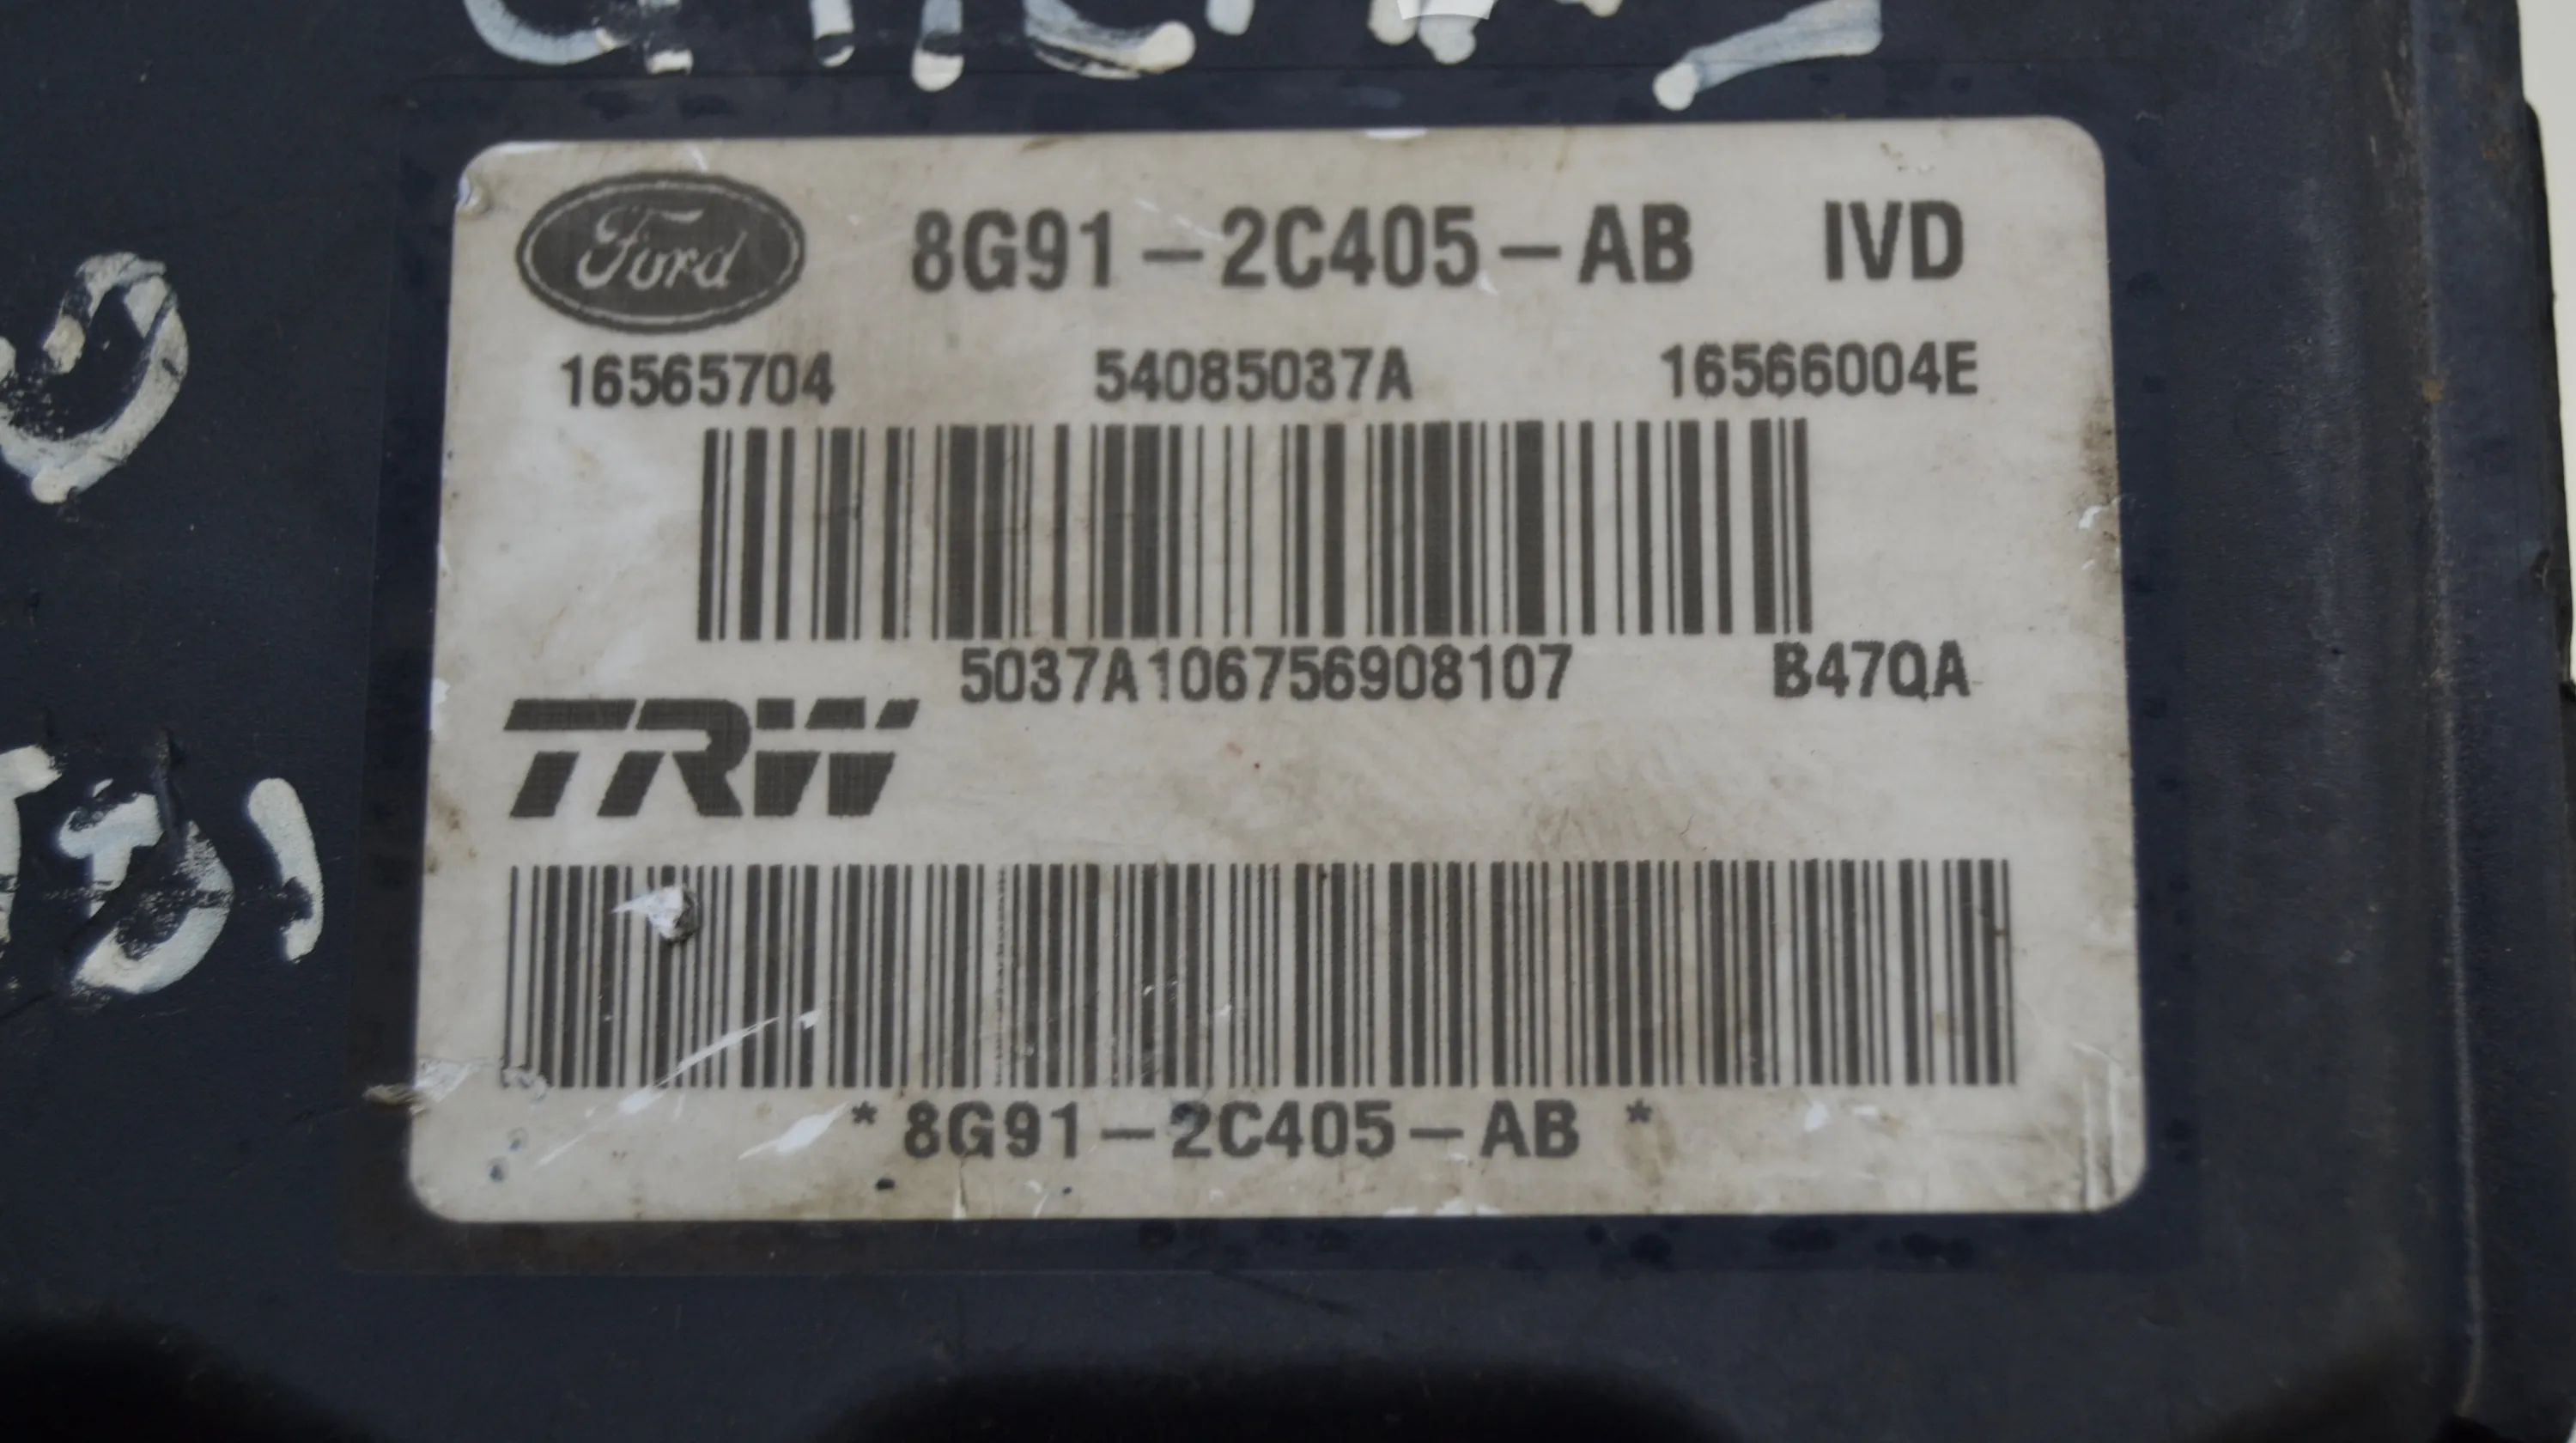 Ford 8G91-2C405-AB IVD
16565704 54085037A 16566004E
5037A106756908107 B47QA
TRW
*8G91-2C405-AB*